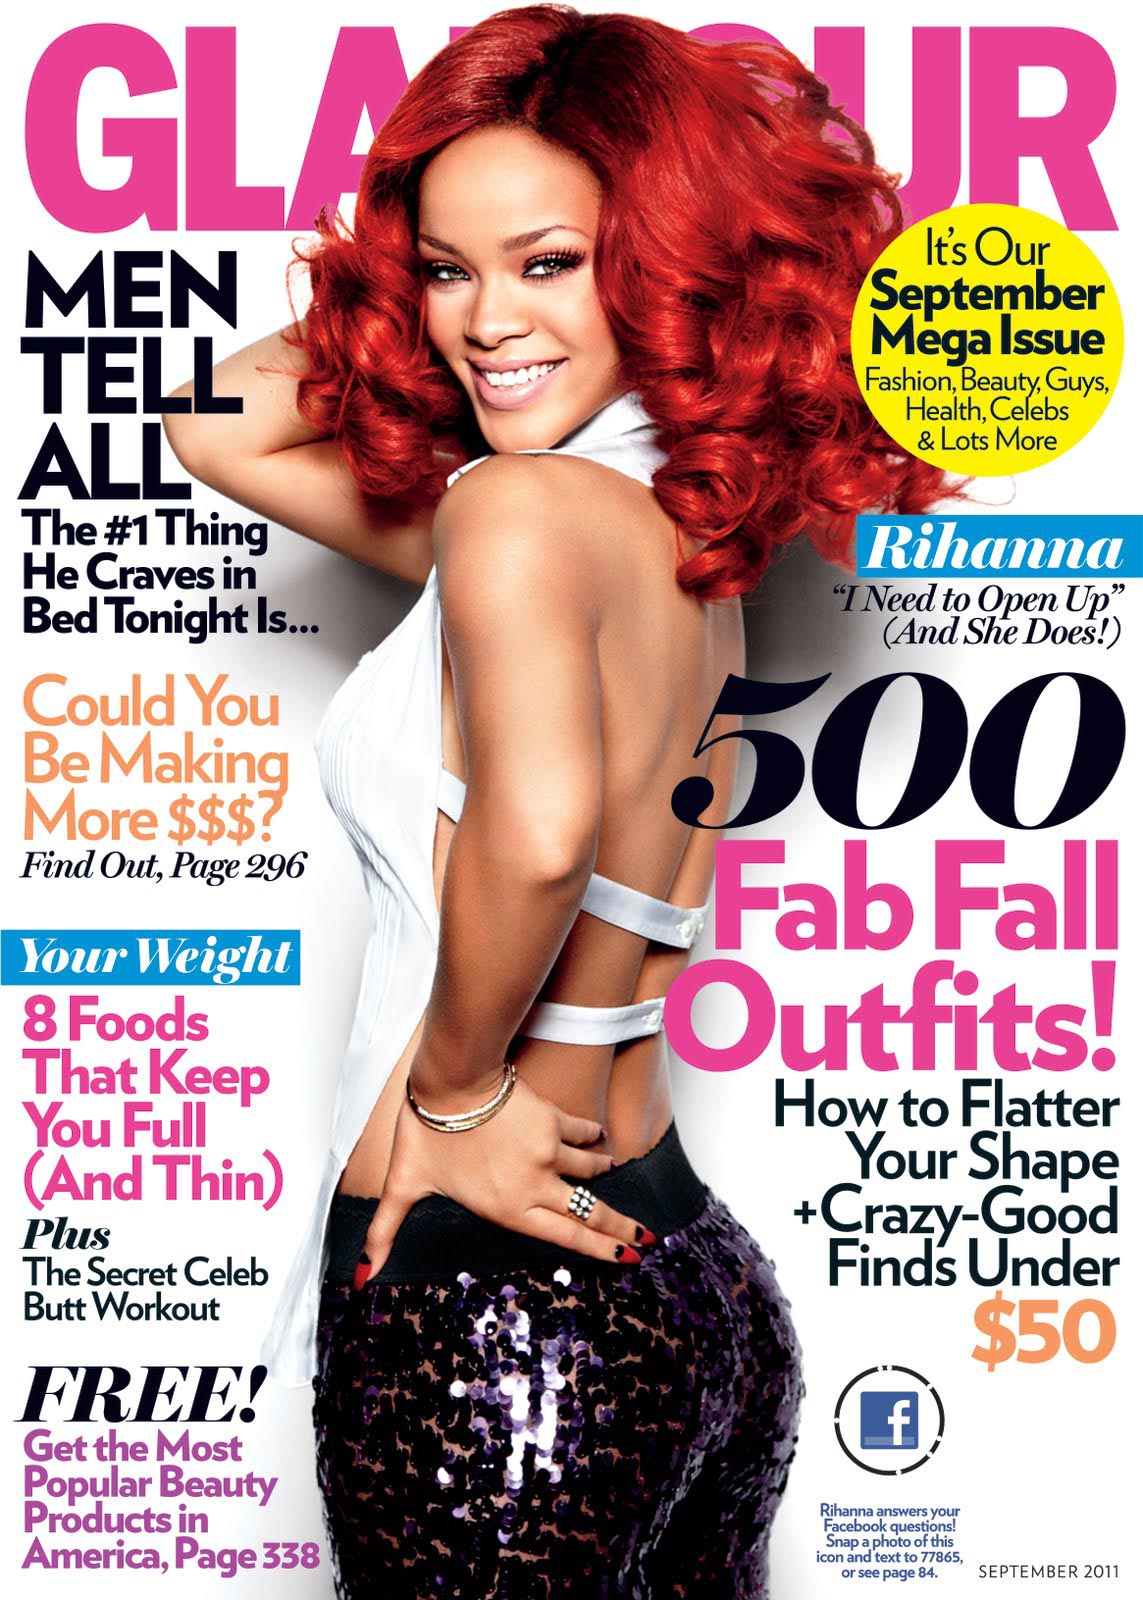 GLAMOUR
MEN
TELL
ALL
The #1 Thing
He Craves in
Bed Tonight Is...
Could You
Be Making
More $$$?
Find Out, Page 296
Your Weight
8 Foods
That Keep
You Full
(And Thin)
Plus
The Secret Celeb
Butt Workout
FREE!
Get the Most
Popular Beauty
Products in
America, Page 338
It's Our
September
Mega Issue
Fashion, Beauty, Guys,
Health, Celebs
& Lots More
Rihanna
“I Need to Open Up”
(And She Does!)
500
Fab Fall
Outfits!
How to Flatter
Your Shape
+Crazy-Good
Finds Under
$50
f
Rihanna answers your
Facebook questions!
Snap a photo of this
icon and text to 77865,
or see page 84.
SEPTEMBER 2011